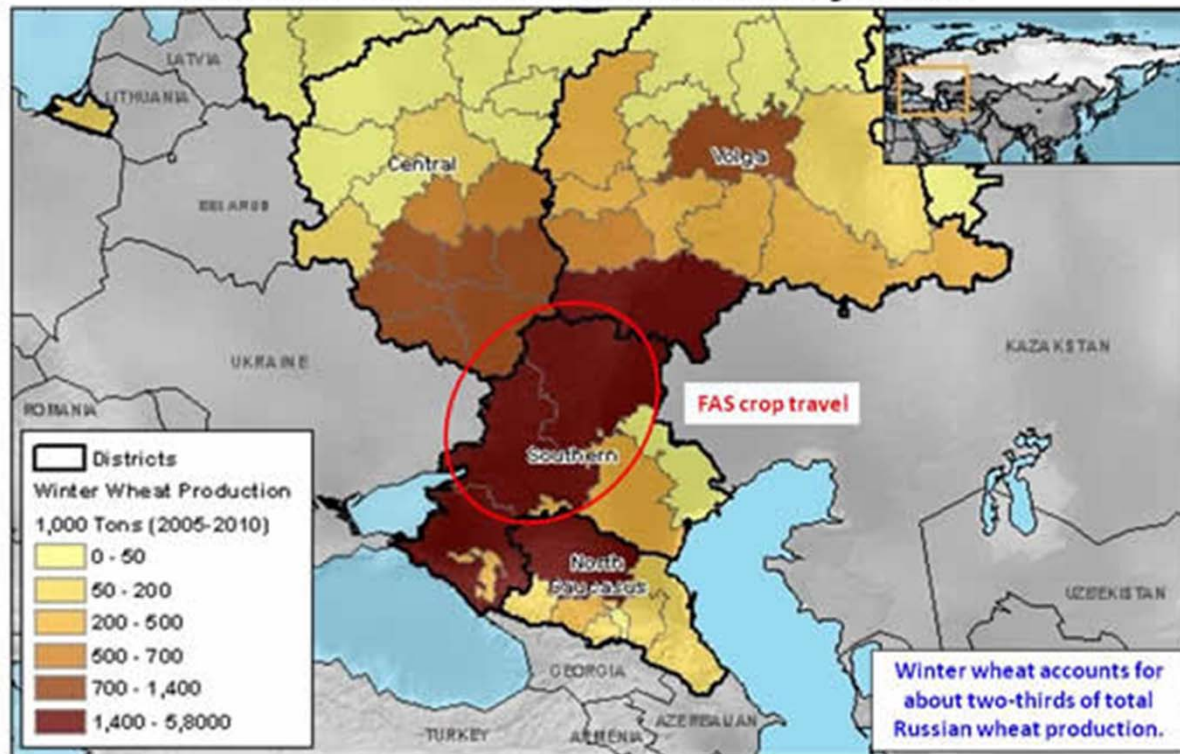 LATVIA
LITHUANIA
BELARUS
Central
Volga
UKRAINE
KAZAKSTAN
ROMANIA
FAS crop travel
Southern
Districts
Winter Wheat Production
1,000 Tons (2005-2010)
0 - 50
50 - 200
200 - 500
500 - 700
700 - 1,400
1,400 - 5,8000
North
Caucasus
UZBEKISTAN
GEORGIA
TURKEY
ARMENIA
AZERBAIJAN
Winter wheat accounts for
about two-thirds of total
Russian wheat production.